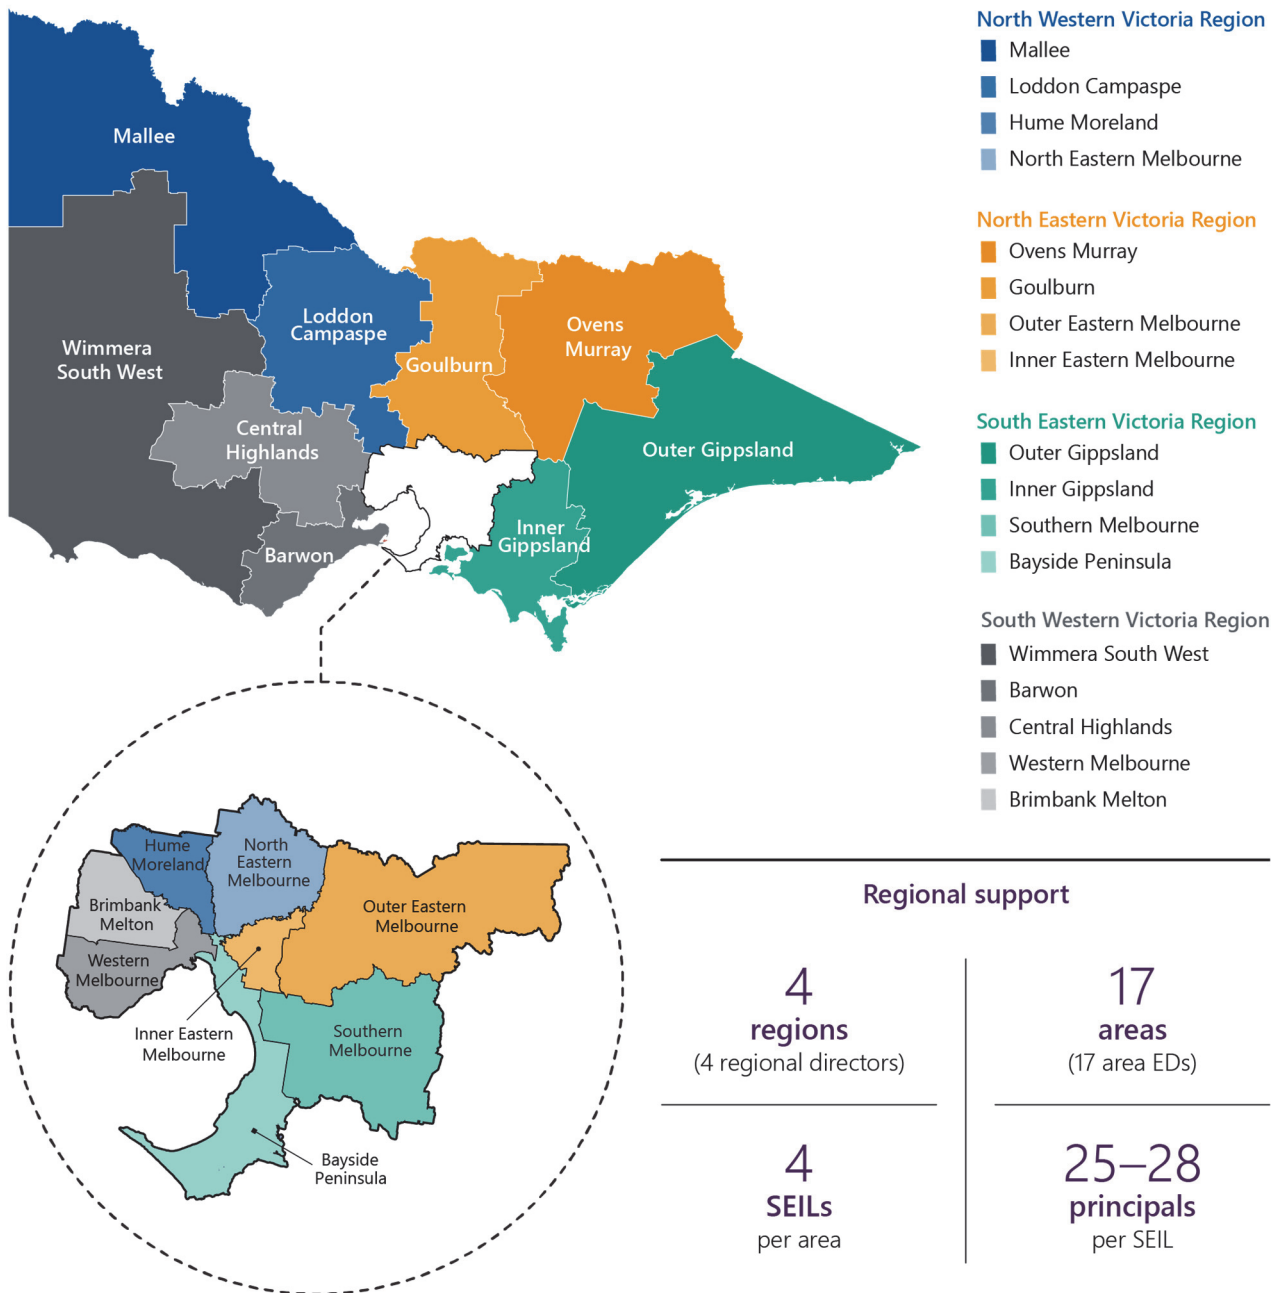 Mallee
Loddon
Campaspe
Wimmera
South West
Goulburn
Ovens
Murray
Central
Highlands
Outer Gippsland
Barwon
Inner
Gippsland
North Western Victoria Region
Mallee
Loddon Campaspe
Hume Moreland
North Eastern Melbourne
North Eastern Victoria Region
Ovens Murray
Goulburn
Outer Eastern Melbourne
Inner Eastern Melbourne
South Eastern Victoria Region
Outer Gippsland
Inner Gippsland
Southern Melbourne
Bayside Peninsula
South Western Victoria Region
Wimmera South West
Barwon
Central Highlands
Western Melbourne
Brimbank Melton
Hume
Moreland
North
Eastern
Melbourne
Brimbank
Melton
Outer Eastern
Melbourne
Western
Melbourne
Inner Eastern
Melbourne
Southern
Melbourne
Bayside
Peninsula
Regional support
4
regions
(4 regional directors)
17
areas
(17 area EDs)
4
SEILs
per area
25–28
principals
per SEIL